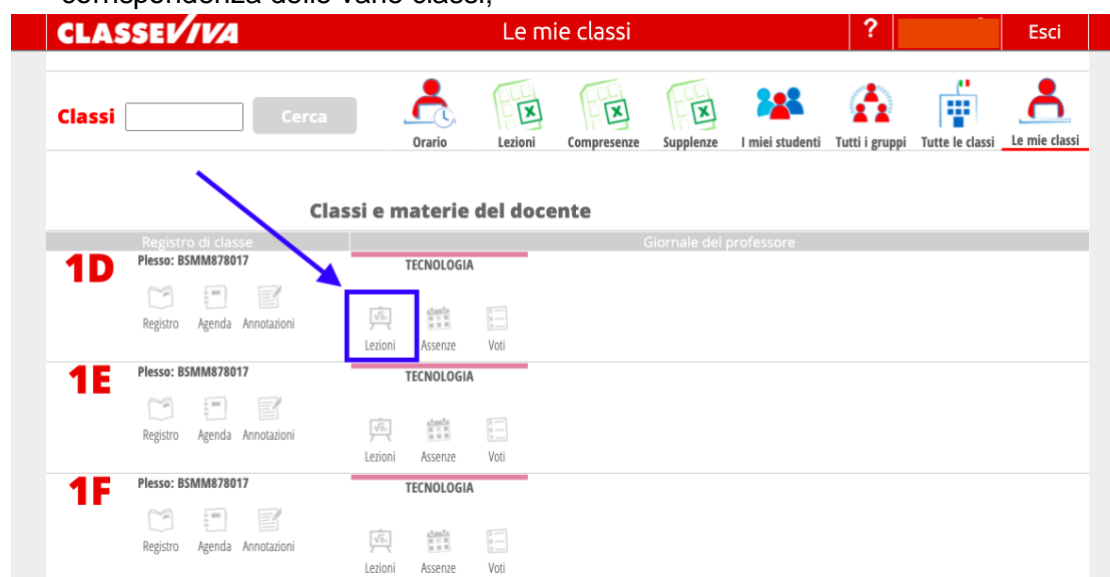 corrispondenza delle varie classi;
CLASSEVIVA Le mie classi ? Esci
Classi Cerca
Orario Lezioni Compresenze Supplenze I miei studenti Tutti i gruppi Tutte le classi Le mie classi
Classi e materie del docente
Registro di classe Giornale del professore
1D Plesso: BSMM878017 TECNOLOGIA
Registro Agenda Annotazioni
Lezioni Assenze Voti
1E Plesso: BSMM878017 TECNOLOGIA
Registro Agenda Annotazioni
Lezioni Assenze Voti
1F Plesso: BSMM878017 TECNOLOGIA
Registro Agenda Annotazioni
Lezioni Assenze Voti